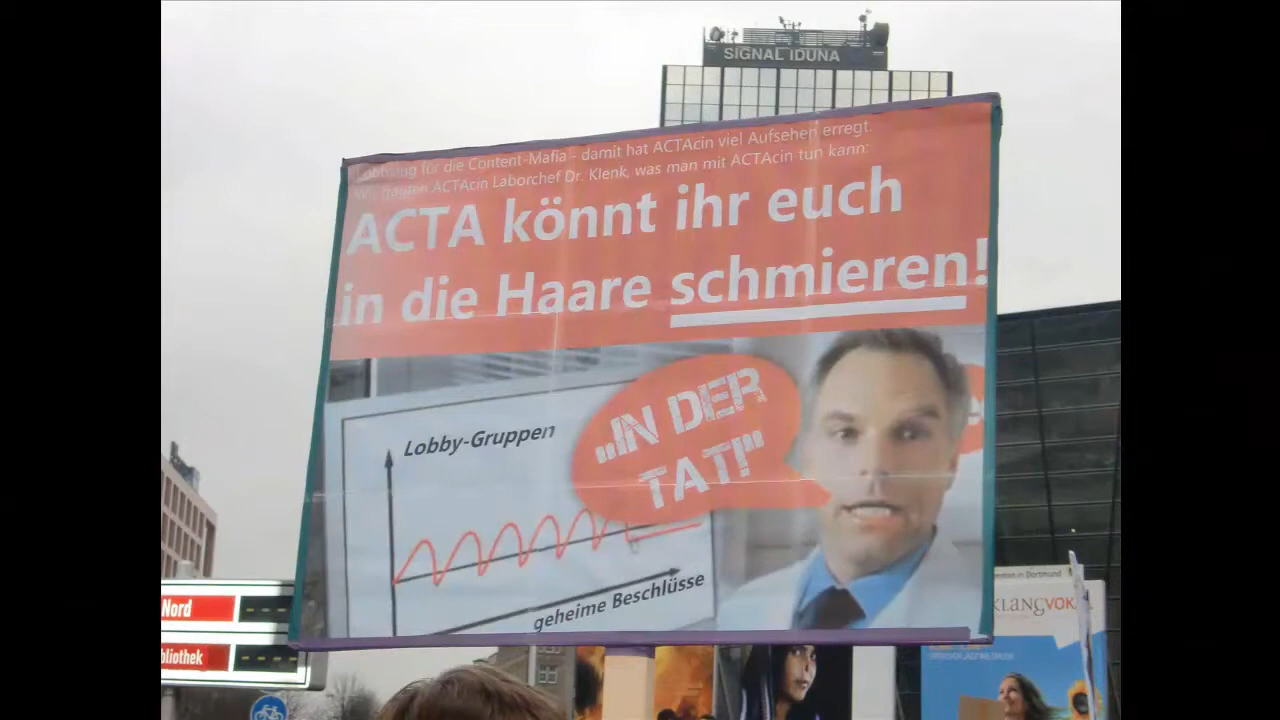 SIGNAL IDUNA
Lobbying für die Content-Mafia - damit hat ACTAcin viel Aufsehen erregt.
Wir fragten ACTAcin Laborchef Dr. Klenk, was man mit ACTAcin tun kann:
ACTA könnt ihr euch
in die Haare schmieren!
Lobby-Gruppen
„IN DER
TAT!"
geheime Beschlüsse
Nord
bliothek
in Dortmund
KLANGVOK